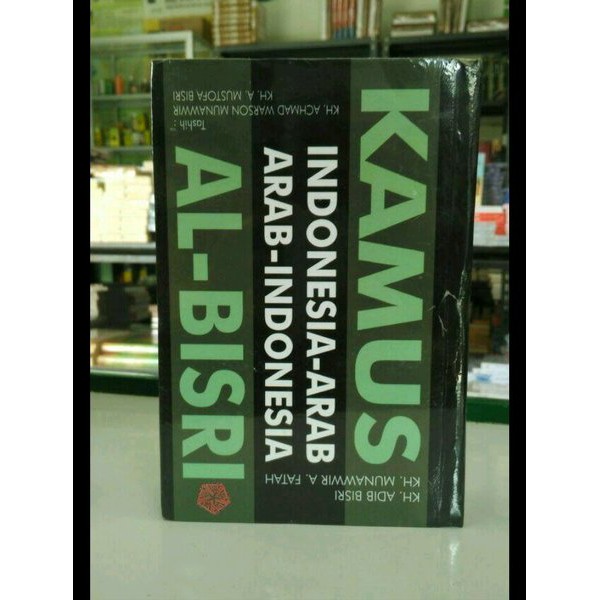 KH. ADIB BISRI
KH. MUNAWWIR A. FATAH
KAMUS
INDONESIA-ARAB
ARAB-INDONESIA
AL-BISRI
Tashih :
KH. ACHMAD WARSON MUNAWWIR
KH. A. MUSTOFA BISRI